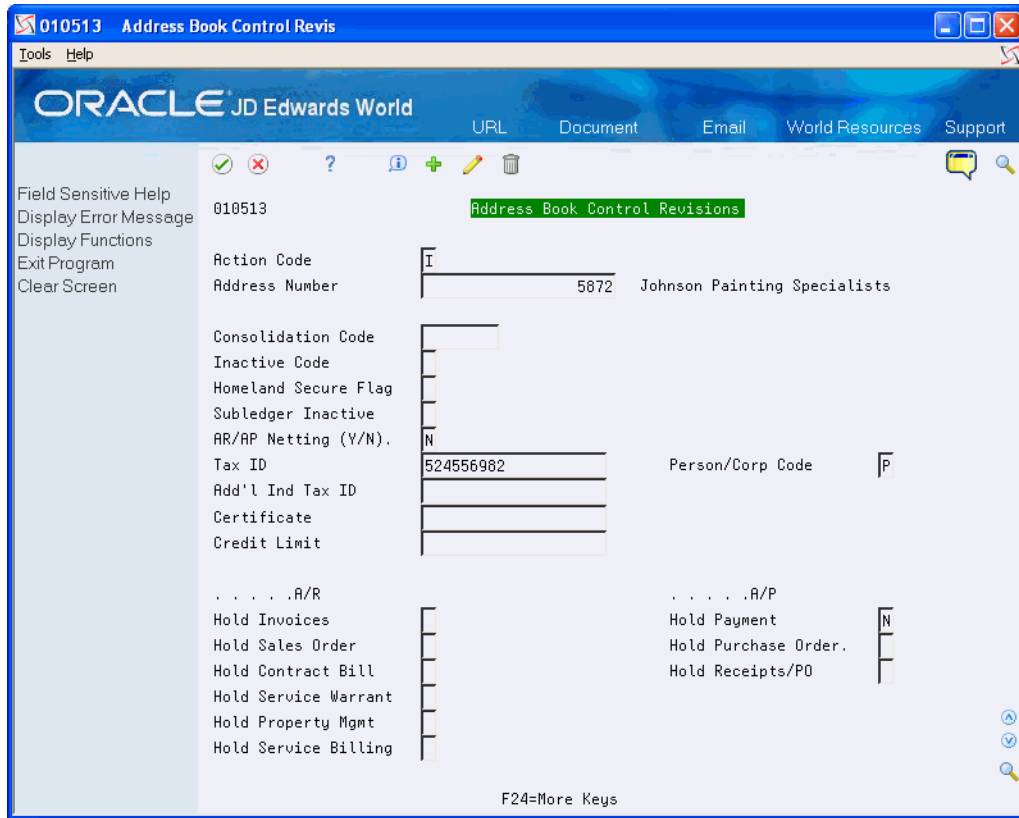 010513 Address Book Control Revis
Tools Help
ORACLE JD Edwards World
URL Document Email World Resources Support
Field Sensitive Help
Display Error Message
Display Functions
Exit Program
Clear Screen
010513 Address Book Control Revisions
Action Code I
Address Number 5872 Johnson Painting Specialists
Consolidation Code
Inactive Code
Homeland Secure Flag
Subledger Inactive
AR/AP Netting (Y/N). N
Tax ID 524556982 Person/Corp Code P
Add'l Ind Tax ID
Certificate
Credit Limit
. . . . .A/R . . . . .A/P
Hold Invoices Hold Payment N
Hold Sales Order Hold Purchase Order.
Hold Contract Bill Hold Receipts/PO
Hold Service Warrant
Hold Property Mgmt
Hold Service Billing
F24=More Keys